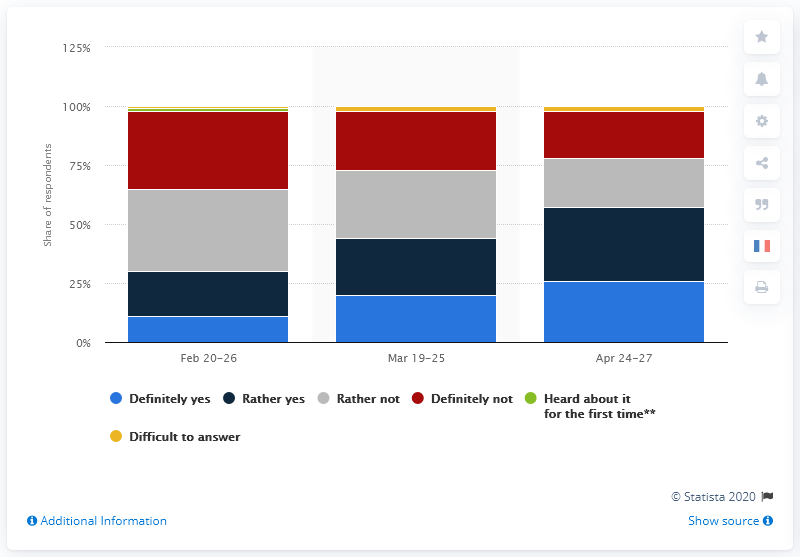 125%
100%
75%
50%
25%
0%
Share of respondents
Feb 20-26
Mar 19-25
Apr 24-27
Definitely yes
Rather yes
Rather not
Definitely not
Heard about it
for the first time**
Difficult to answer
© Statista 2020
Additional Information
Show source